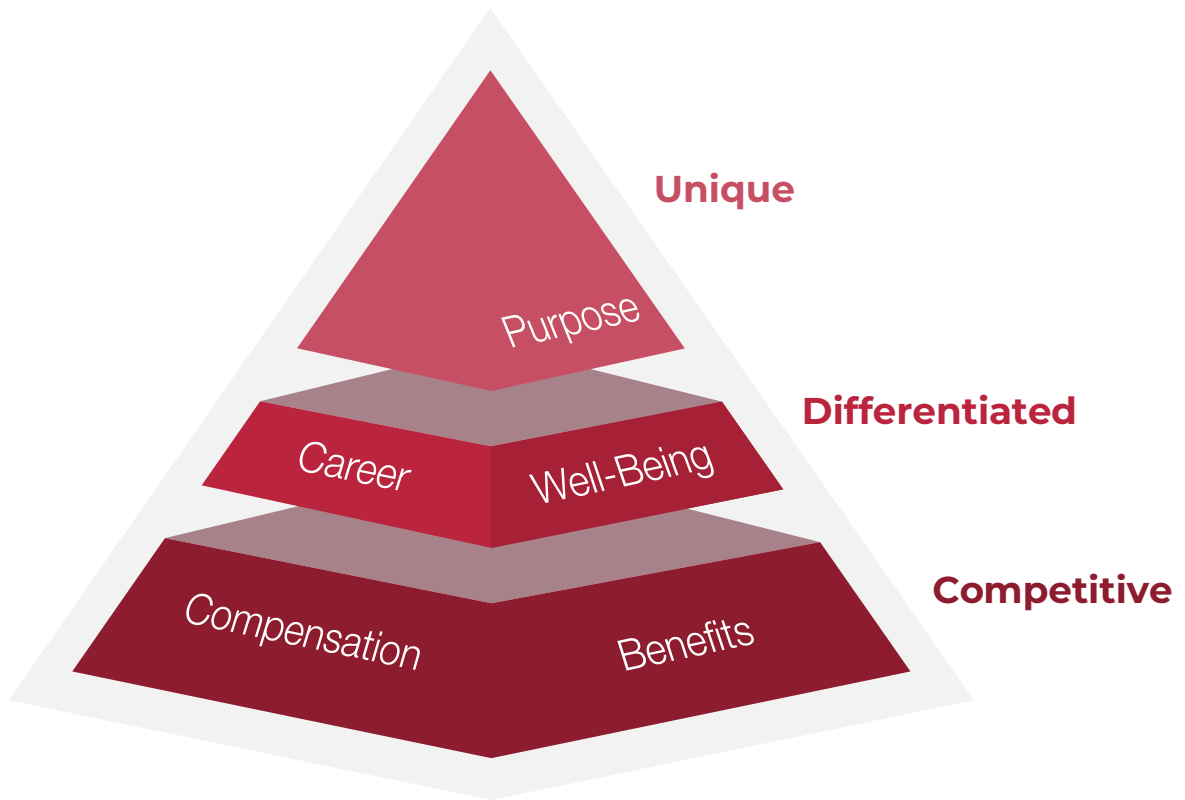 Unique
Purpose
Differentiated
Career
Well-Being
Competitive
Compensation
Benefits